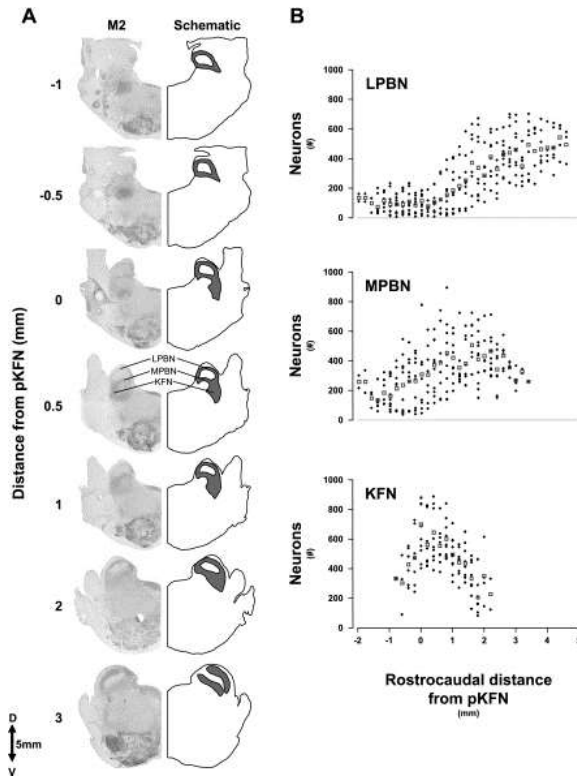 A
M2 Schematic
-1
-0.5
0
LPBN
MPBN
KFN
0.5
1
2
3
Distance from pKFN (mm)
D
5mm
V
B
LPBN
1000
800
600
400
200
0
Neurons
(#)
MPBN
1000
800
600
400
200
0
Neurons
(#)
KFN
1000
800
600
400
200
0
Neurons
(#)
-2 -1 0 1 2 3 4 5
Rostrocaudal distance
from pKFN
(mm)